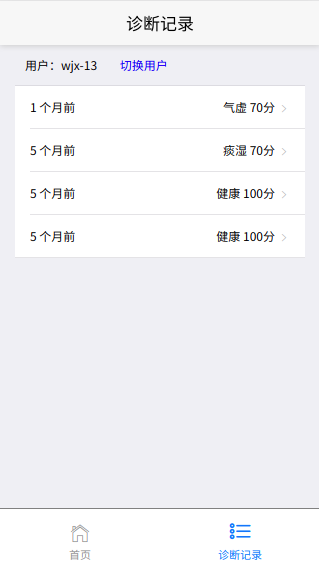 诊断记录
用户：wjx-13 切换用户
1 个月前 气虚 70分
5 个月前 痰湿 70分
5 个月前 健康 100分
5 个月前 健康 100分
首页 诊断记录